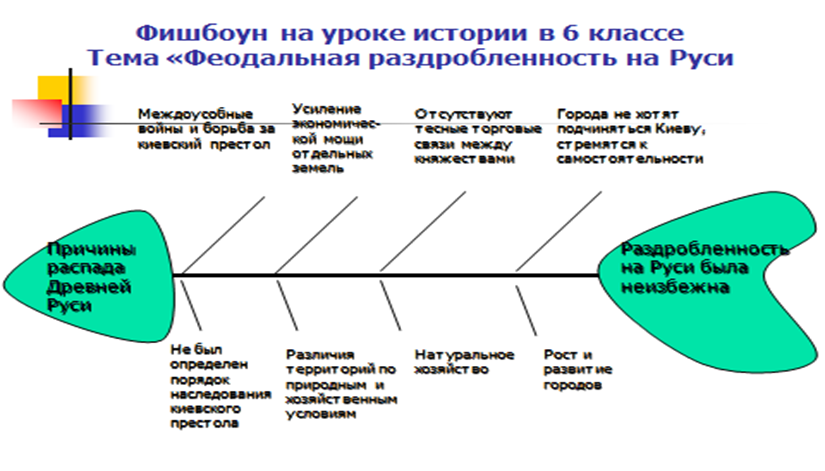 Фишбоун на уроке истории в 6 классе
Тема «Феодальная раздробленность на Руси
Междоусобные
войны и борьба за
киевский престол
Усиление
экономичес-
кой мощи
отдельных
земель
Отсутствуют
тесные торговые
связи между
княжествами
Города не хотят
подчиняться Киеву,
стремятся к
самостоятельности
Причины
распада
Древней
Руси
Раздробленность
на Руси была
неизбежна
Не был
определен
порядок
наследования
киевского
престола
Различия
территорий по
природным и
хозяйственным
условиям
Натуральное
хозяйство
Рост и
развитие
городов